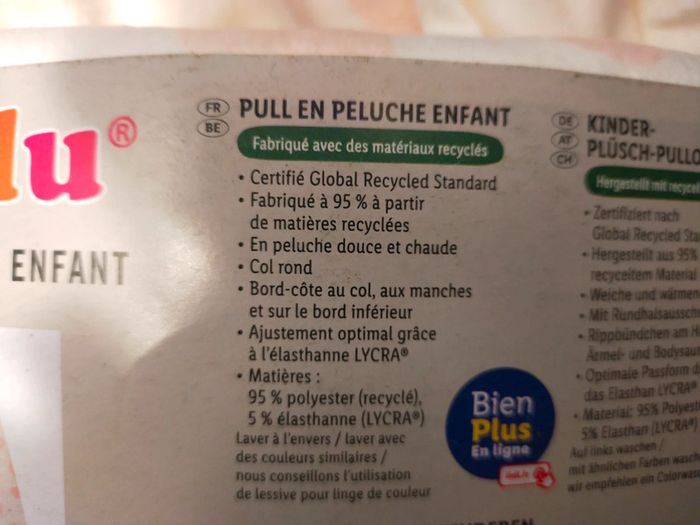 lu®
ENFANT
FR
BE
PULL EN PELUCHE ENFANT
Fabriqué avec des matériaux recyclés
• Certifié Global Recycled Standard
• Fabriqué à 95 % à partir
de matières recyclées
• En peluche douce et chaude
• Col rond
• Bord-côte au col, aux manches
et sur le bord inférieur
• Ajustement optimal grâce
à l'élasthanne LYCRA®
• Matières :
95 % polyester (recyclé),
5 % élasthanne (LYCRA®)
Laver à l'envers / laver avec
des couleurs similaires /
nous conseillons l'utilisation
de lessive pour linge de couleur
Bien
Plus
En ligne
DE
AT
CH
KINDER-
PLÜSCH-PULLO
Hergestellt mit recycel
• Zertifiziert nach
Global Recycled Sta
• Hergestellt aus 95%
recyceltem Material
• Weiche und wärmen
• Mit Rundhalsausschn
• Rippbündchen am H
Ärmel- und Bodysaut
• Optimale Passform d
das Elasthan LYCRA®
• Material: 95% Polyest
5% Elasthan (LYCRA®)
Auf links waschen /
mit ähnlichen Farben wasch
wir empfehlen ein Colorwas